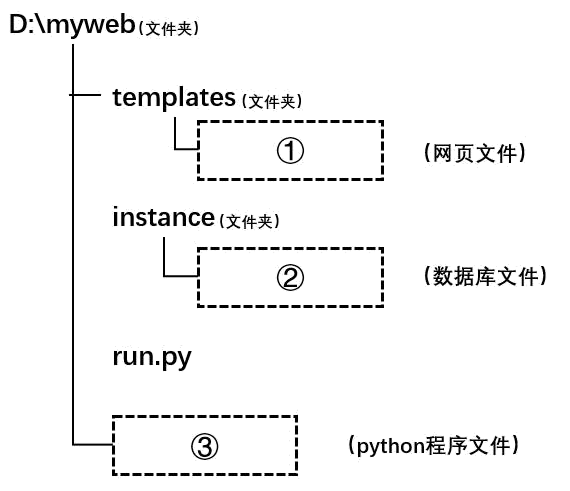 D:\myweb(文件夹)
templates (文件夹)
① (网页文件)
instance(文件夹)
② (数据库文件)
run.py
③ (python程序文件)